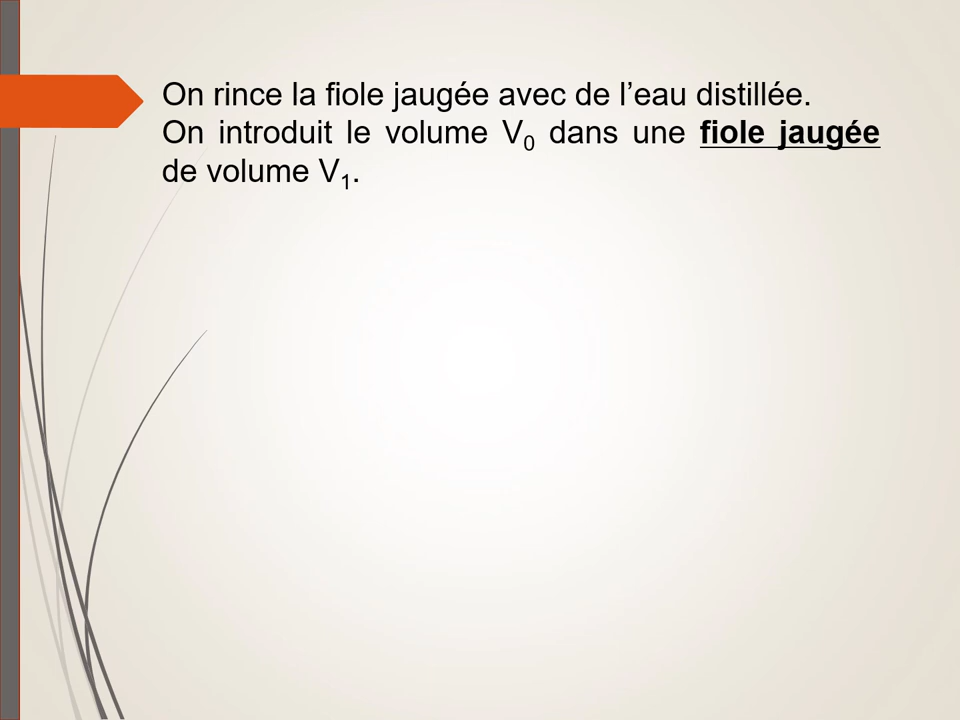 On rince la fiole jaugée avec de l’eau distillée.
On introduit le volume V₀ dans une fiole jaugée
de volume V₁.